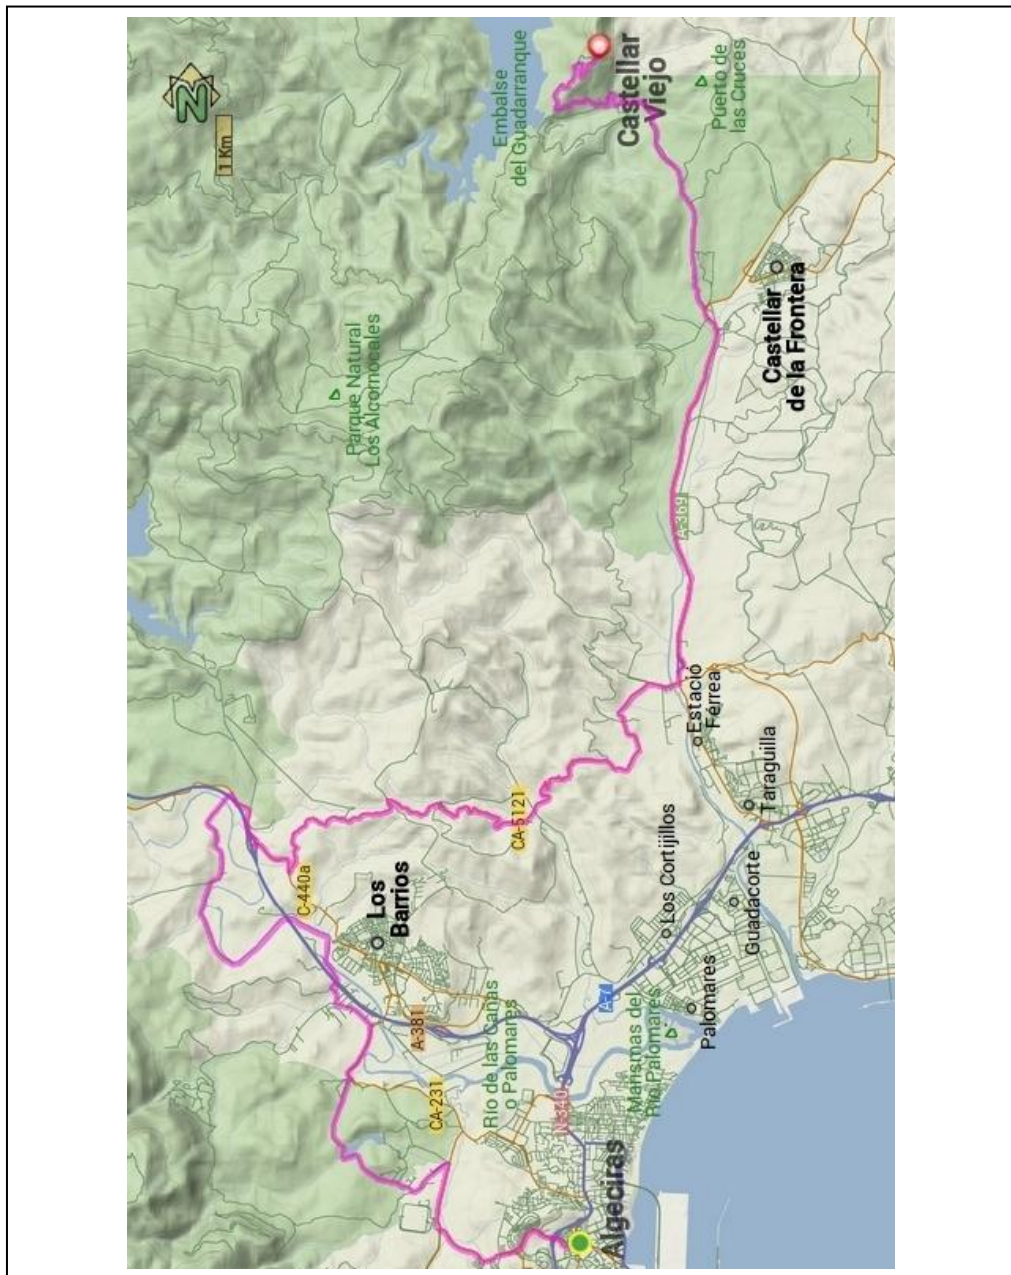 N
1 Km
Embalse
del Guadarranque
Castellar
Viejo
Puerto de
las Cruces
Parque Natural
Los Alcornocales
Castellar
de la Frontera
A-369
Estació
Férrea
Taraguilla
CA-5121
C-440a
Los
Barrios
Los Cortijillos
Guadacorte
Palomares
A-7
A-381
Río de las Cañas
o Palomares
Marismas del
Río Palomares
CA-231
N-340
Algeciras